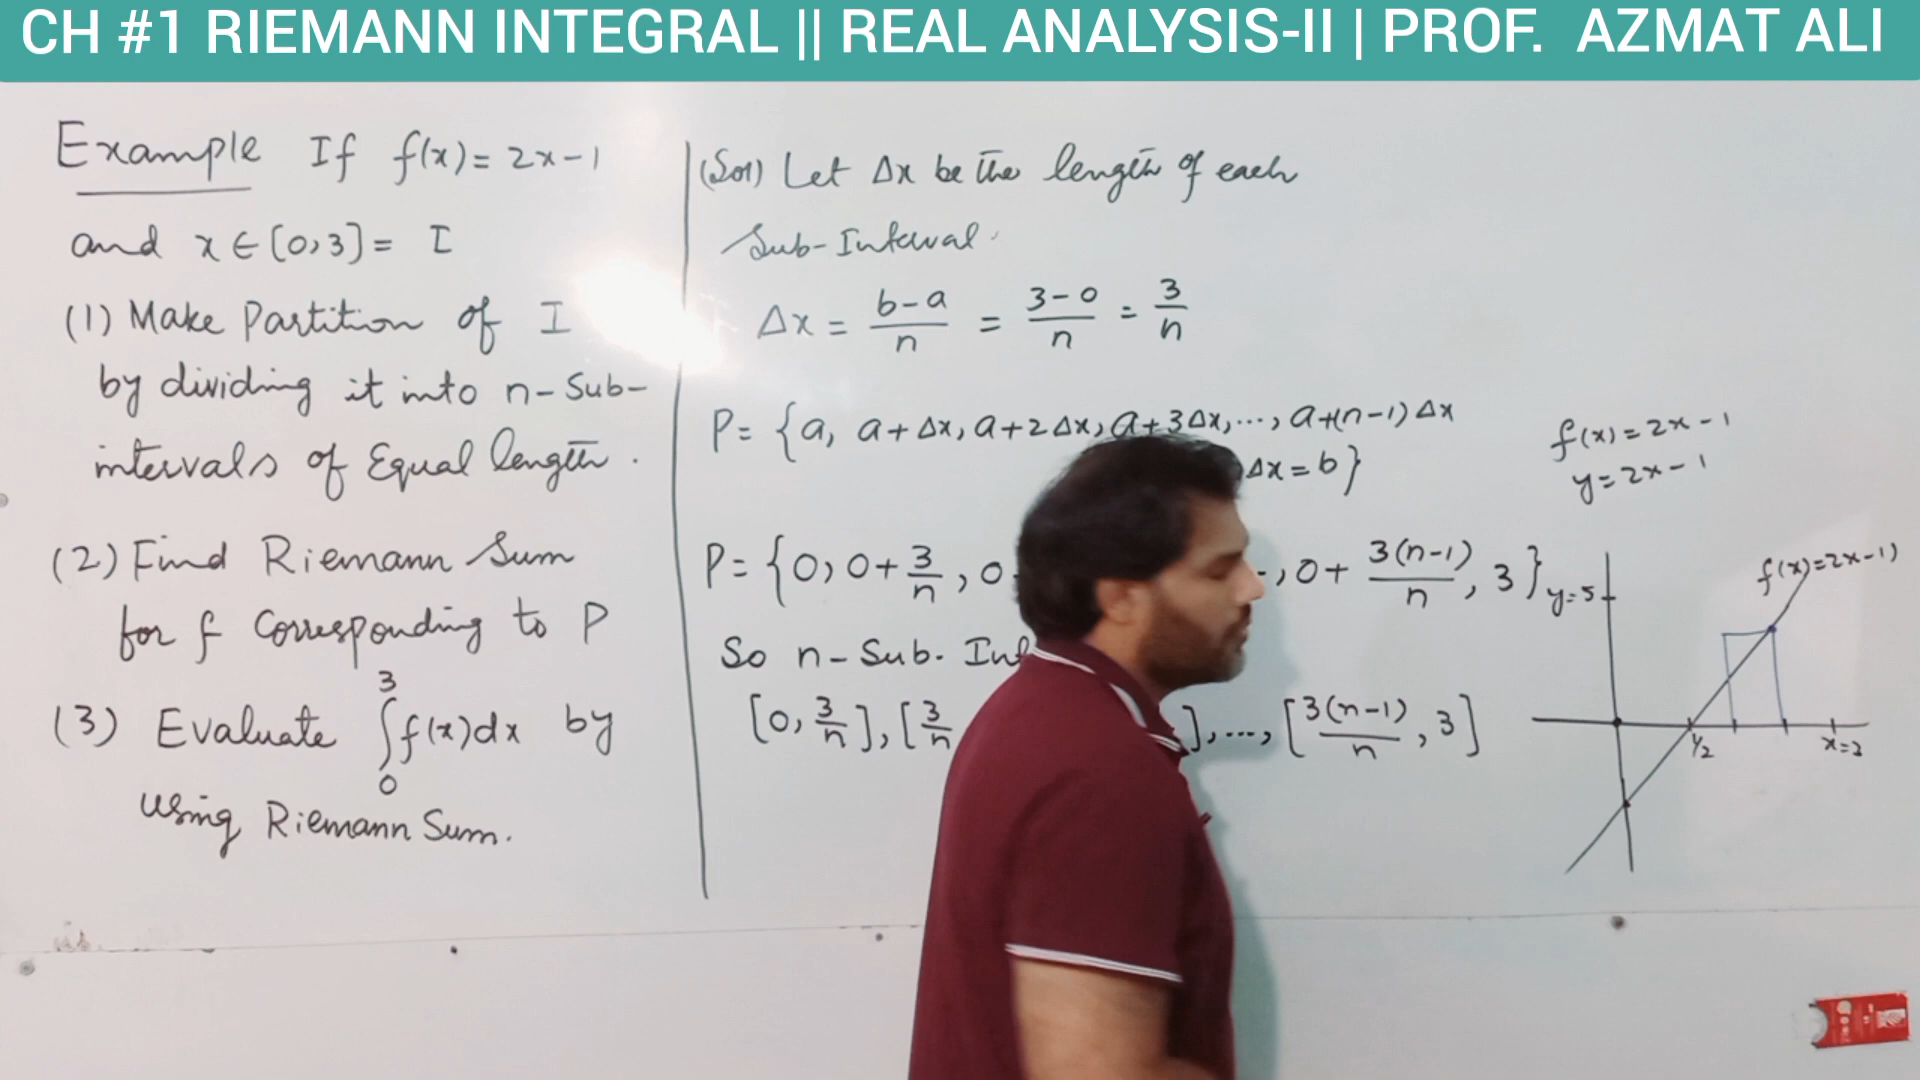 CH #1 RIEMANN INTEGRAL || REAL ANALYSIS-II | PROF. AZMAT ALI
Example If f(x) = 2x-1
and x ∈ [0,3] = I
(1) Make Partition of I
by dividing it into n-Sub-
intervals of Equal length.
(2) Find Riemann Sum
for f Corresponding to P
(3) Evaluate ∫₀³ f(x)dx by
using Riemann Sum.
(Sol) Let Δx be the length of each
Sub-Interval.
Δx = (b-a)/n = (3-0)/n = 3/n
P = {a, a+Δx, a+2Δx, a+3Δx, ..., a+(n-1)Δx
Δx = b}
P = {0, 0+3/n, 0 , 0+ 3(n-1)/n, 3}
So n-Sub-
[0, 3/n], [3/n ], ..., [3(n-1)/n, 3]
f(x) = 2x-1
y = 2x-1
f(x)=2x-1)
y=5
1/2